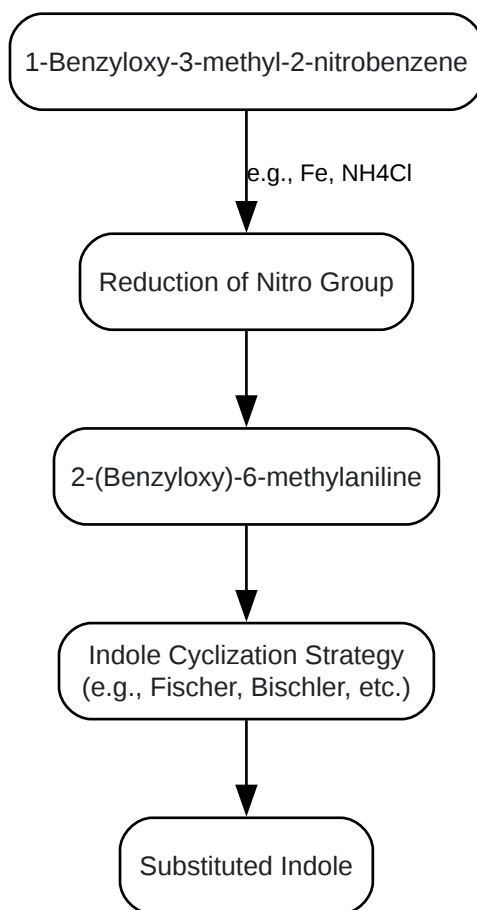 1-Benzyloxy-3-methyl-2-nitrobenzene
e.g., Fe, NH4Cl
Reduction of Nitro Group
2-(Benzyloxy)-6-methylaniline
Indole Cyclization Strategy
(e.g., Fischer, Bischler, etc.)
Substituted Indole